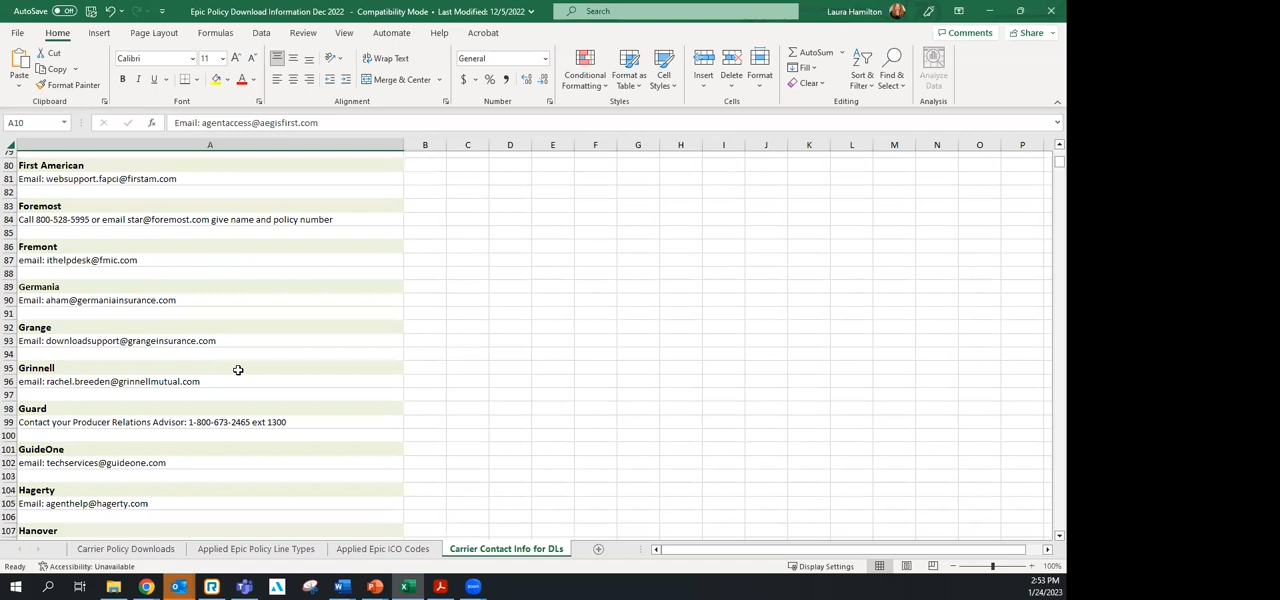 AutoSave Off Epic Policy Download Information Dec 2022 - Compatibility Mode • Last Modified: 12/5/2022 Search Laura Hamilton
File Home Insert Page Layout Formulas Data Review View Automate Help Acrobat Comments Share
Paste Cut Copy Format Painter Calibri 11 Wrap Text Merge & Center General Conditional Formatting Format as Table Cell Styles Insert Delete Format AutoSum Fill Clear Sort & Filter Find & Select Analyze Data
Clipboard Font Alignment Number Styles Cells Editing Analysis
A10 fx Email: agentaccess@aegisfirst.com
A B C D E F G H I J K L M N O P
79
80 First American
81 Email: websupport.fapci@firstam.com
82
83 Foremost
84 Call 800-528-5995 or email star@foremost.com give name and policy number
85
86 Fremont
87 email: ithelpdesk@fmic.com
88
89 Germania
90 Email: aham@germaniainsurance.com
91
92 Grange
93 Email: downloadsupport@grangeinsurance.com
94
95 Grinnell
96 email: rachel.breeden@grinnellmutual.com
97
98 Guard
99 Contact your Producer Relations Advisor: 1-800-673-2465 ext 1300
100
101 GuideOne
102 email: techservices@guideone.com
103
104 Hagerty
105 Email: agenthelp@hagerty.com
106
107 Hanover
Carrier Policy Downloads Applied Epic Policy Line Types Applied Epic ICO Codes Carrier Contact Info for DLs
Ready Accessibility: Unavailable Display Settings 100%
2:53 PM
1/24/2023